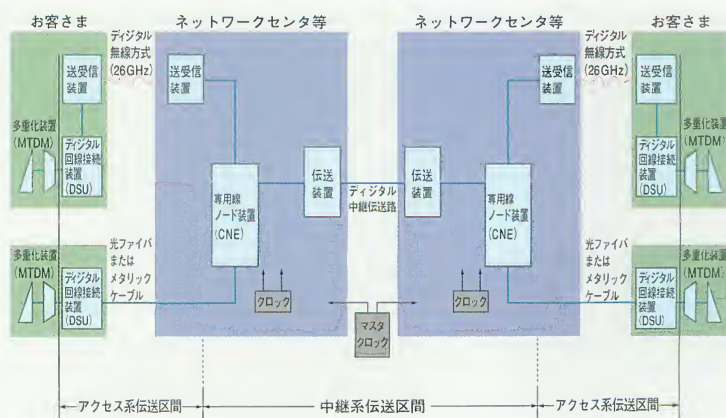 お客さま
ディジタル
無線方式
(26GHz)
ネットワークセンタ等
ネットワークセンタ等
ディジタル
無線方式
(26GHz)
お客さま
送受信
装置
送受信
装置
送受信
装置
送受信
装置
多重化装置
(MTDM)
ディジタル
回線接続
装置
(DSU)
専用線
ノード装置
(CNE)
伝送
装置
ディジタル
中継伝送路
伝送
装置
専用線
ノード装置
(CNE)
ディジタル
回線接続
装置
(DSU)
多重化装置
(MTDM)
多重化装置
(MTDM)
ディジタル
回線接続
装置
(DSU)
光ファイバ
または
メタリック
ケーブル
クロック
マスタ
クロック
クロック
光ファイバ
または
メタリック
ケーブル
ディジタル
回線接続
装置
(DSU)
多重化装置
(MTDM)
アクセス系伝送区間
中継系伝送区間
アクセス系伝送区間